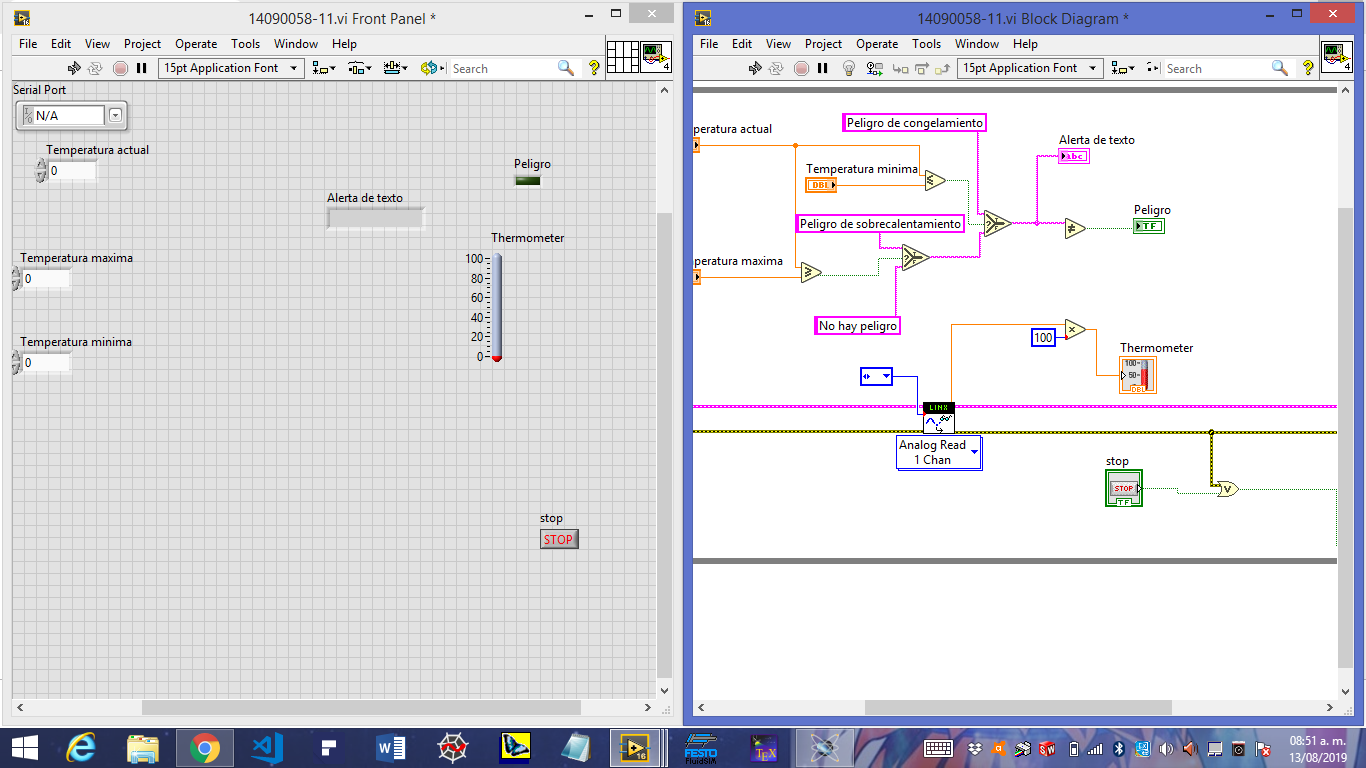 14090058-11.vi Front Panel *
File Edit View Project Operate Tools Window Help
15pt Application Font
Search
4
Serial Port
N/A
Temperatura actual
0
Peligro
Alerta de texto
Thermometer
100
80
60
40
20
0
Temperatura maxima
0
Temperatura minima
0
stop
STOP
14090058-11.vi Block Diagram *
File Edit View Project Operate Tools Window Help
15pt Application Font
Search
4
Peligro de congelamiento
peratura actual
Alerta de texto
Abc
Temperatura minima
DBL
Peligro de sobrecalentamiento
Peligro
TF
peratura maxima
No hay peligro
100
Thermometer
100
50
DBL
LINX
Analog Read
1 Chan
stop
STOP
TF
V
16
FESTO
FluidSIM
TEX
08:51 a. m.
13/08/2019